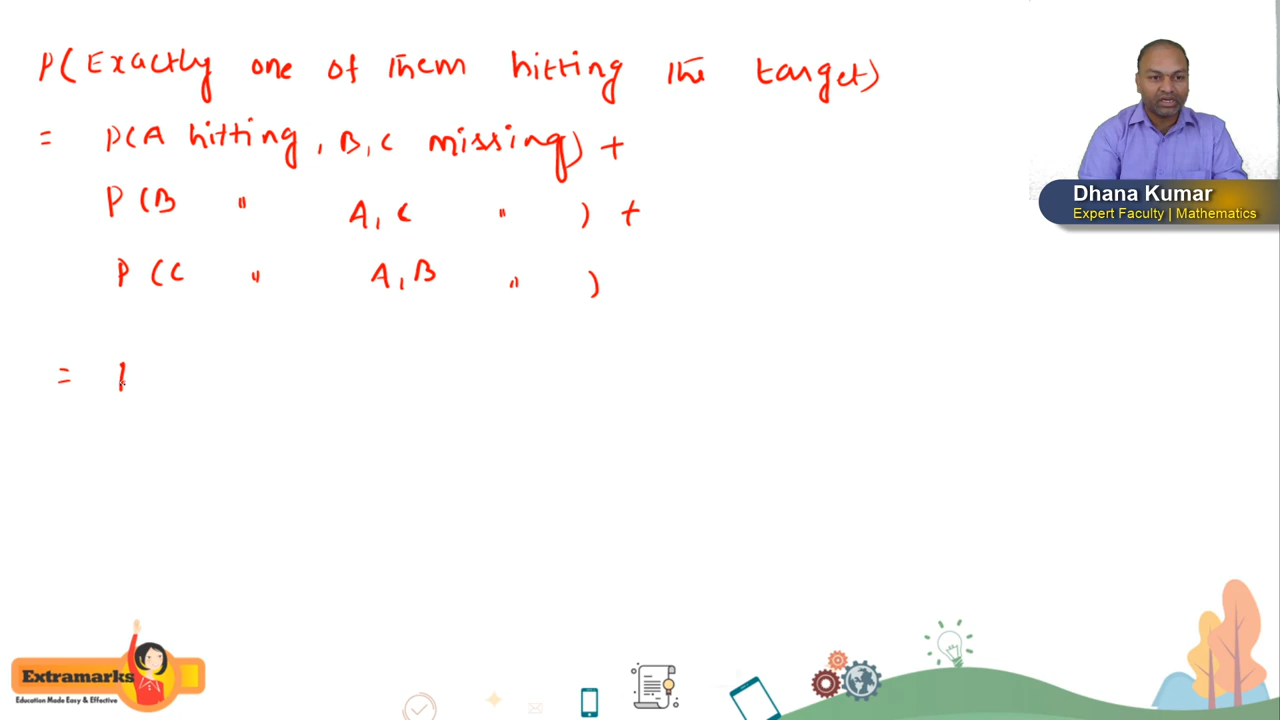 P(Exactly one of them hitting the target)
= P(A hitting, B, C missing) +
P(B " A, C " ) +
P(C " A, B " )
= P
Dhana Kumar
Expert Faculty | Mathematics
Extramarks
Education Made Easy & Effective